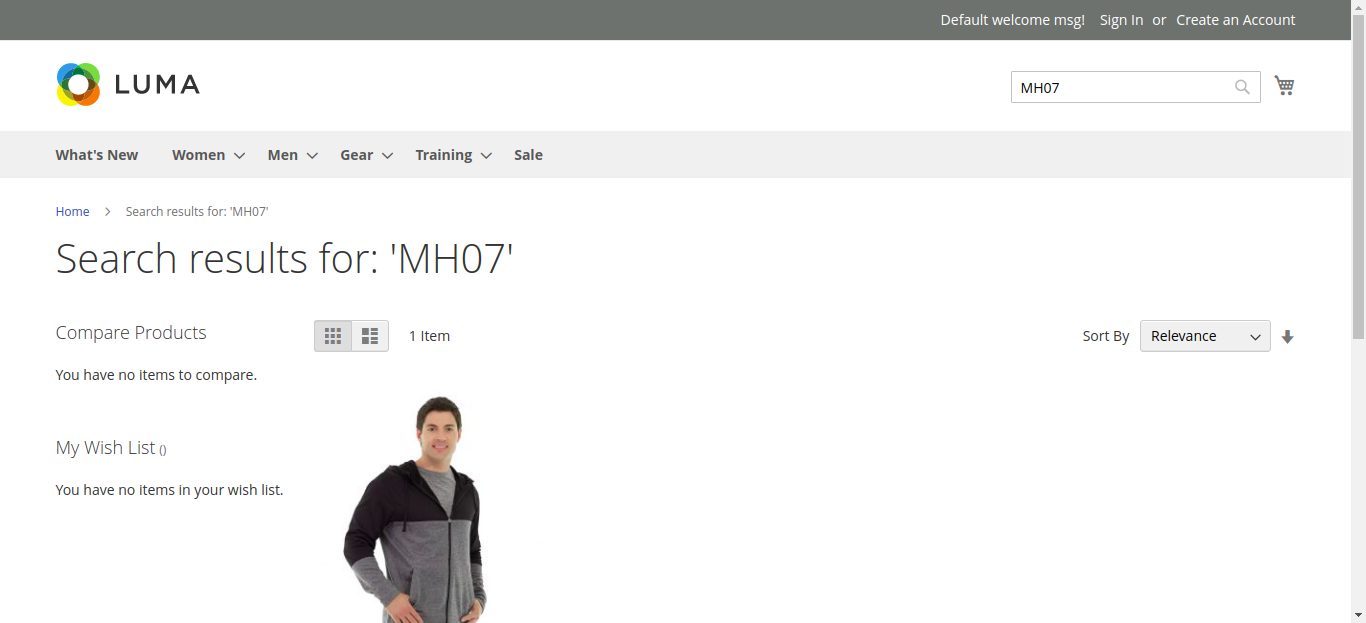 Default welcome msg! Sign In or Create an Account
LUMA
MH07
What's New Women Men Gear Training Sale
Home Search results for: 'MH07'
Search results for: 'MH07'
Compare Products
1 Item
Sort By Relevance
You have no items to compare.
My Wish List ()
You have no items in your wish list.